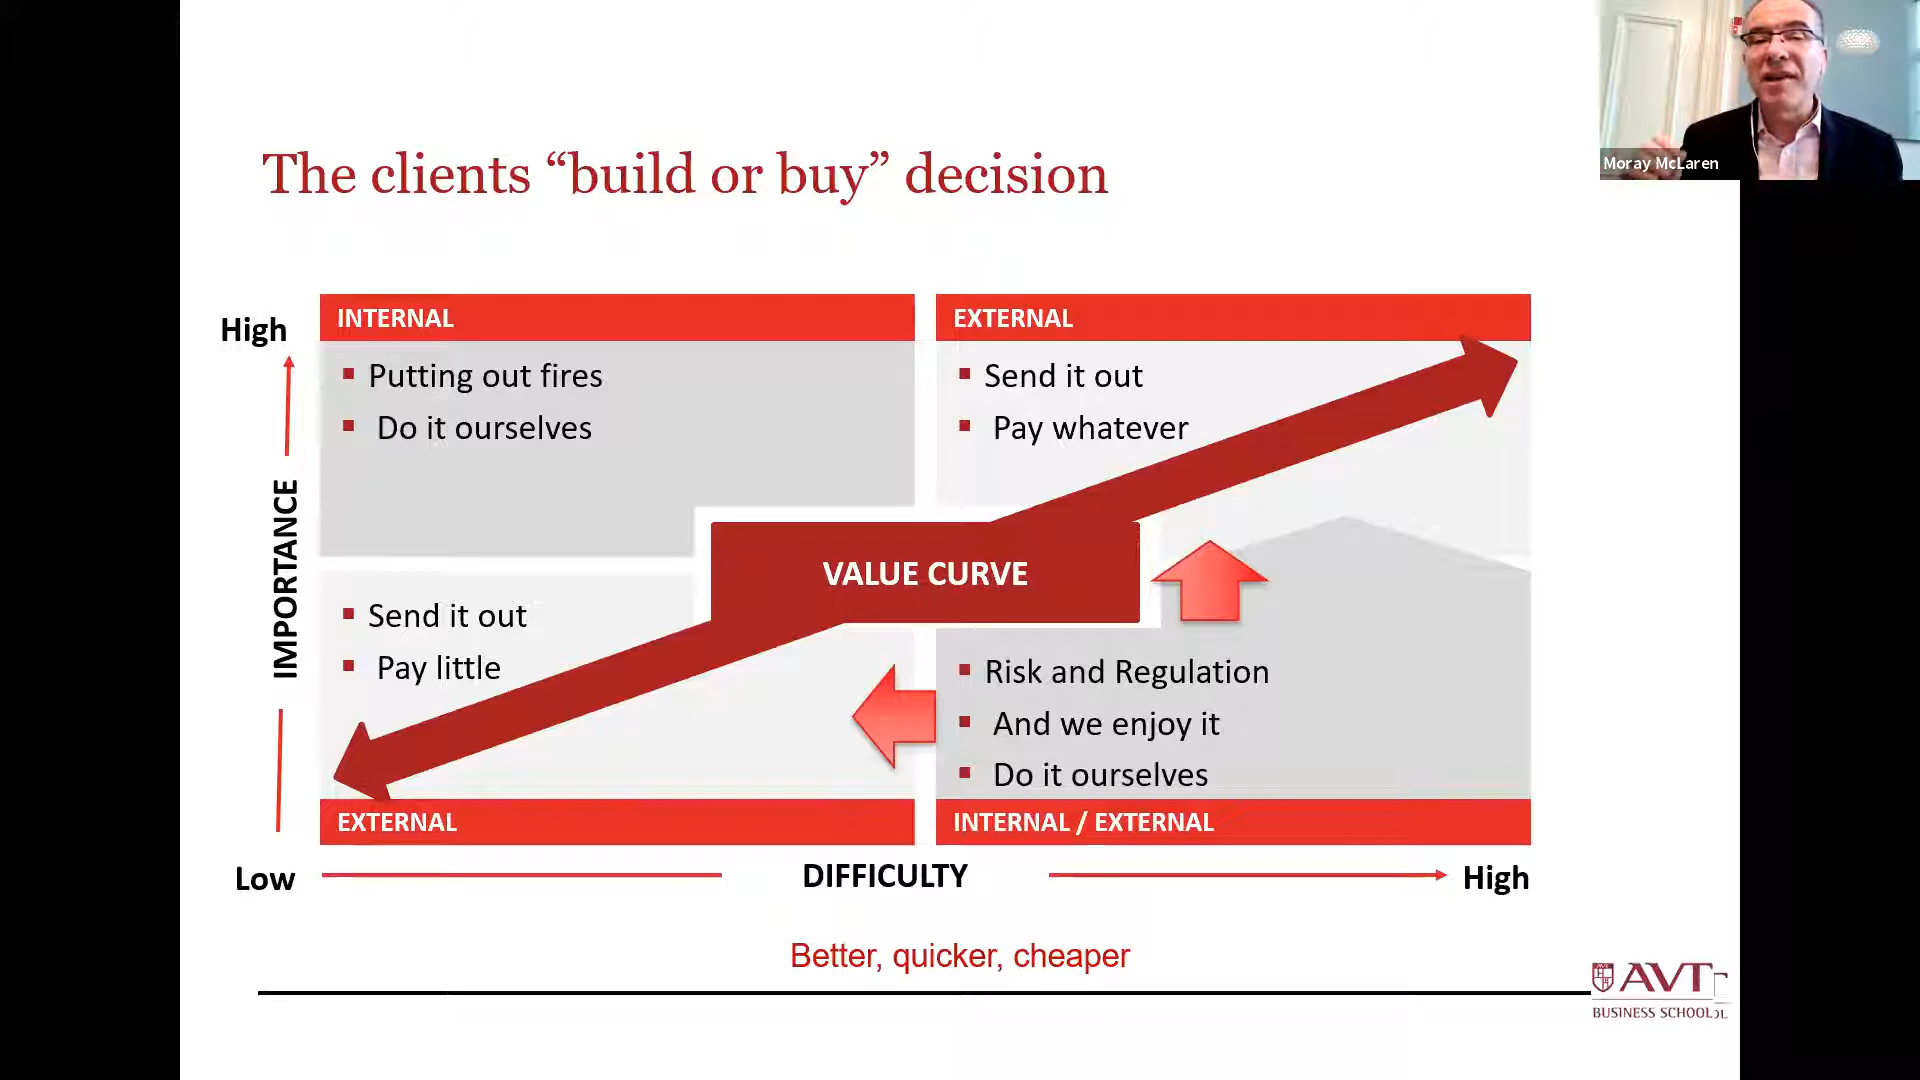 Moray McLaren
The clients “build or buy” decision
High
INTERNAL
Putting out fires
Do it ourselves
EXTERNAL
Send it out
Pay whatever
IMPORTANCE
VALUE CURVE
Send it out
Pay little
EXTERNAL
Risk and Regulation
And we enjoy it
Do it ourselves
INTERNAL / EXTERNAL
Low
DIFFICULTY
High
Better, quicker, cheaper
AVT
BUSINESS SCHOOL